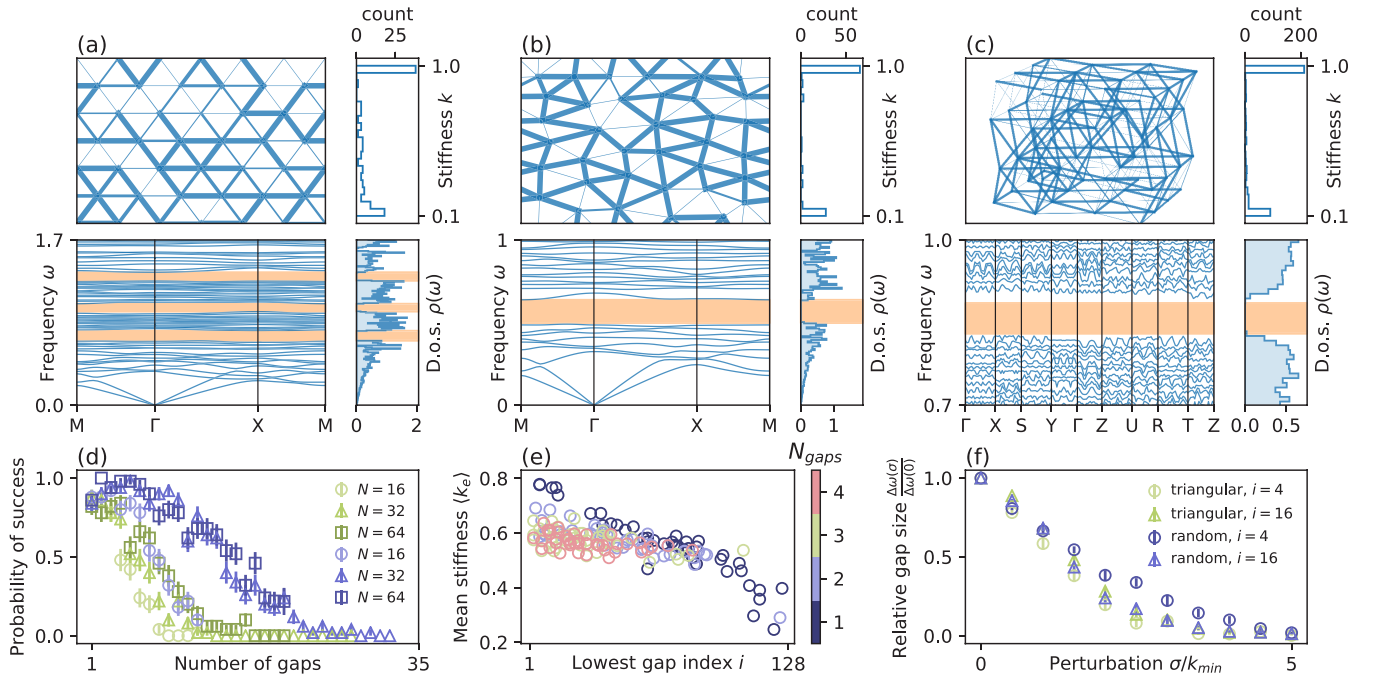 count
0 25
(a)
1.0
Stiffness k
0.1
1.7
Frequency ω
0.0
M Γ X M
D.o.s. ρ(ω)
0 1 2
count
0 50
(b)
1.0
Stiffness k
0.1
1
Frequency ω
0
M Γ X M
D.o.s. ρ(ω)
0 1
count
0 200
(c)
1.0
Stiffness k
0.1
1.0
Frequency ω
0.7
Γ X S Y Γ Z U R T Z
D.o.s. ρ(ω)
0.0 0.5
(d)
Probability of success
1.0
0.5
0.0
N = 16
N = 32
N = 64
N = 16
N = 32
N = 64
1 35
Number of gaps
(e)
Mean stiffness ⟨kₑ⟩
0.8
0.6
0.4
0.2
1 128
Lowest gap index i
N_gaps
4
3
2
1
(f)
Relative gap size Δω(σ)/Δω(0)
1.0
0.5
0.0
triangular, i = 4
triangular, i = 16
random, i = 4
random, i = 16
0 5
Perturbation σ/k_min